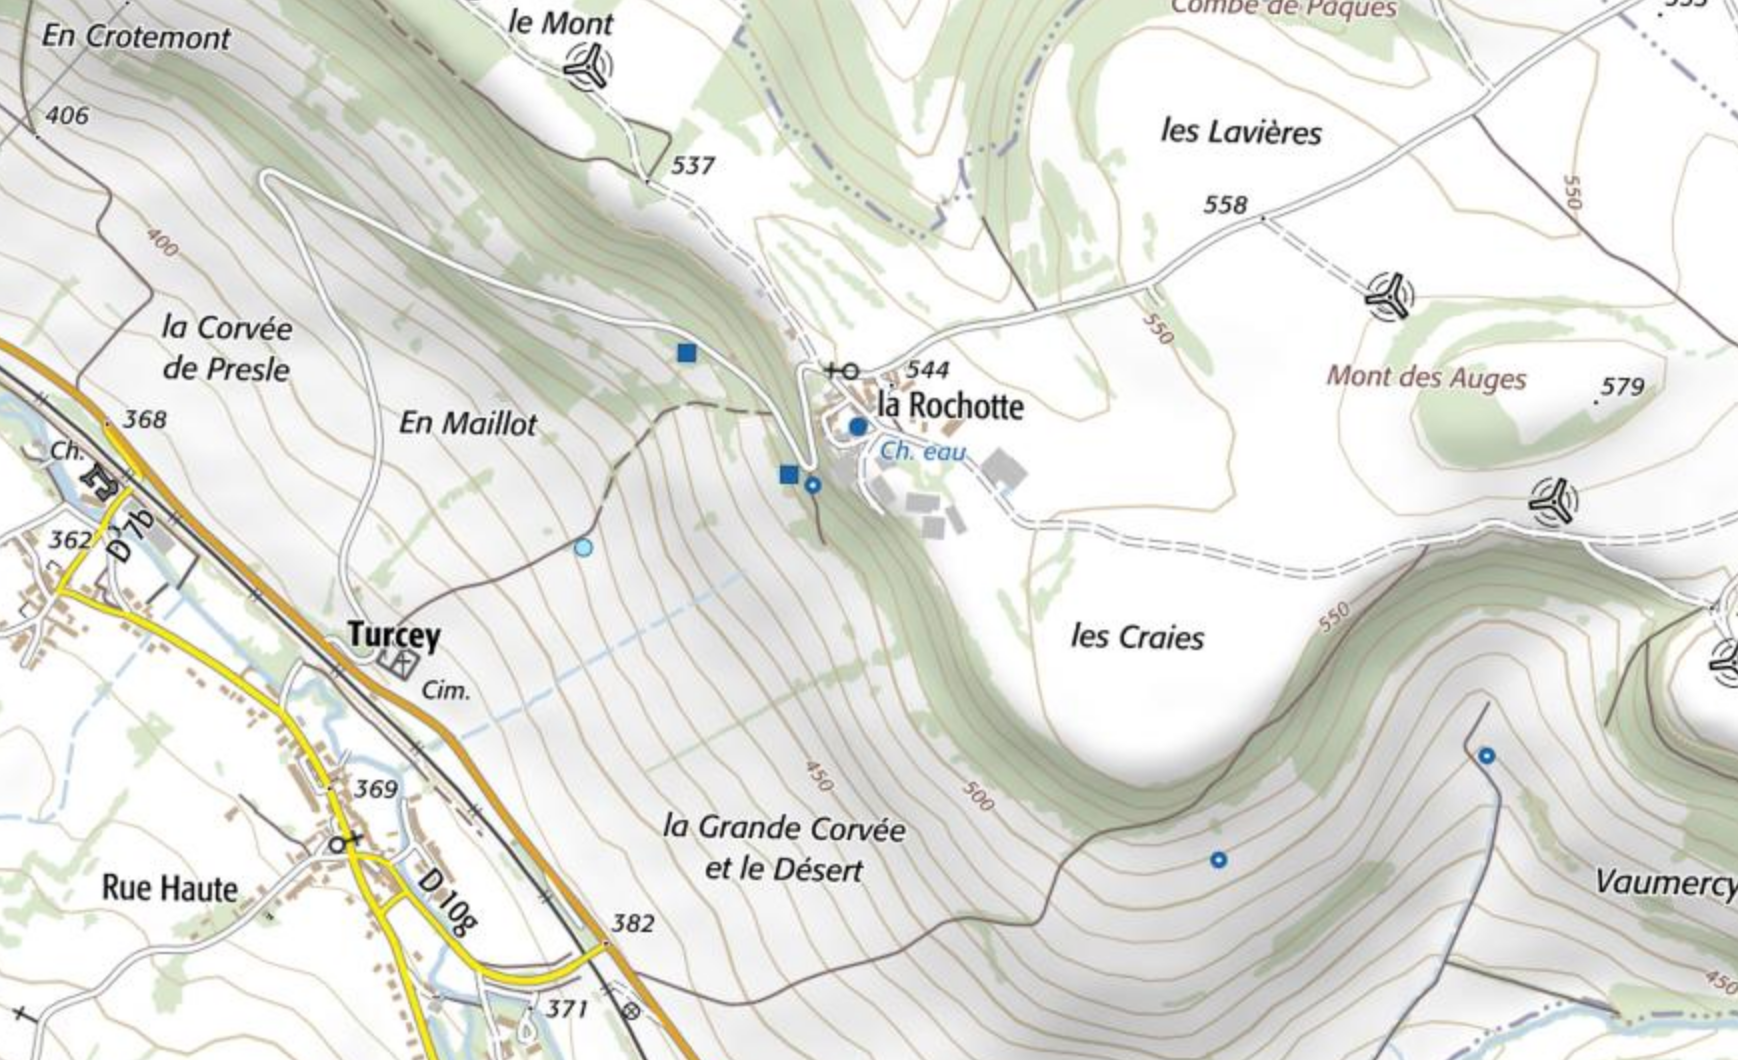 Combe de Pâques
le Mont
En Crotemont
406
les Lavières
537
550
558
400
la Corvée
de Presle
550
544
Mont des Auges
579
la Rochotte
368
En Maillot
Ch.
Ch. eau
362
D 7b
Turcey
les Craies
550
Cim.
369
450
500
la Grande Corvée
et le Désert
Rue Haute
D 10g
Vaumercy
382
371
450